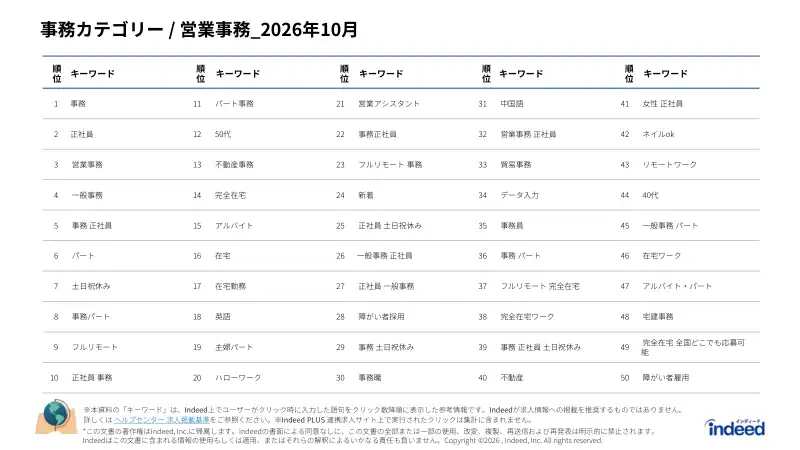 事務カテゴリー / 営業事務_2026年10月
順位 キーワード 順位 キーワード 順位 キーワード 順位 キーワード 順位 キーワード
1 事務 11 パート事務 21 営業アシスタント 31 中国語 41 女性 正社員
2 正社員 12 50代 22 事務正社員 32 営業事務 正社員 42 ネイルok
3 営業事務 13 不動産事務 23 フルリモート 事務 33 貿易事務 43 リモートワーク
4 一般事務 14 完全在宅 24 新着 34 データ入力 44 40代
5 事務 正社員 15 アルバイト 25 正社員 土日祝休み 35 事務員 45 一般事務 パート
6 パート 16 在宅 26 一般事務 正社員 36 事務 パート 46 在宅ワーク
7 土日祝休み 17 在宅勤務 27 正社員 一般事務 37 フルリモート 完全在宅 47 アルバイト・パート
8 事務パート 18 英語 28 障がい者採用 38 完全在宅ワーク 48 宅建事務
9 フルリモート 19 主婦パート 29 事務 土日祝休み 39 事務 正社員 土日祝休み 49 完全在宅 全国どこでも応募可能
10 正社員 事務 20 ハローワーク 30 事務職 40 不動産 50 障がい者雇用
※本資料の「キーワード」は、Indeed上でユーザーがクリック時に入力した語句をクリック数降順に表示した参考情報です。Indeedが求人情報への掲載を推奨するものではありません。
詳しくは ヘルプセンター 求人掲載基準をご参照ください。※Indeed PLUS 連携求人サイト上で実行されたクリックは集計に含まれません。
*この文書の著作権はIndeed, Inc.に帰属します。Indeedの書面による同意なしに、この文書の全部または一部の使用、改変、複製、再送信および再発表は明示的に禁止されます。
Indeedはこの文書に含まれる情報の使用もしくは適用、またはそれらの解釈によるいかなる責任も負いません。Copyright ©2026 , Indeed, Inc. All rights reserved.
インディード
indeed